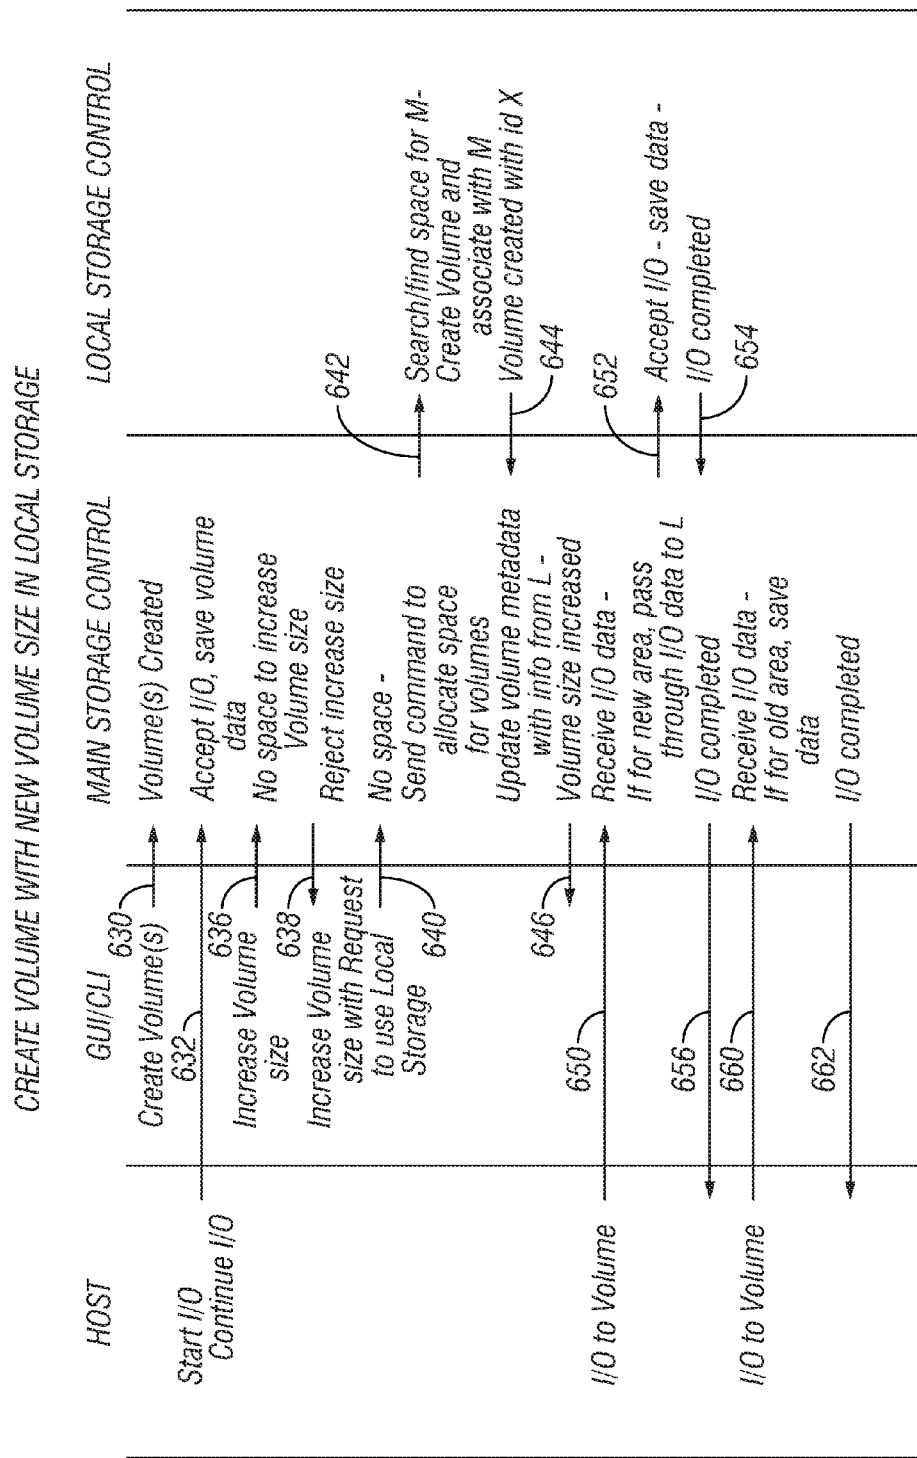 CREATE VOLUME WITH NEW VOLUME SIZE IN LOCAL STORAGE
HOST
GUI/CLI
MAIN STORAGE CONTROL
LOCAL STORAGE CONTROL
630
Create Volume(s)
Volume(s) Created
Start I/O
Continue I/O
632
Accept I/O, save volume
data
636
Increase Volume
size
No space to increase
Volume size
638
Reject increase size
Increase Volume
size with Request
to use Local
Storage
640
No space -
Send command to
allocate space
for volumes
642
Search/find space for M-
Create Volume and
associate with M
Volume created with id X
644
Update volume metadata
with info from L -
Volume size increased
646
I/O to Volume
650
Receive I/O data -
If for new area, pass
through I/O data to L
652
Accept I/O - save data -
I/O completed
654
656
I/O completed
I/O to Volume
660
Receive I/O data -
If for old area, save
data
662
I/O completed